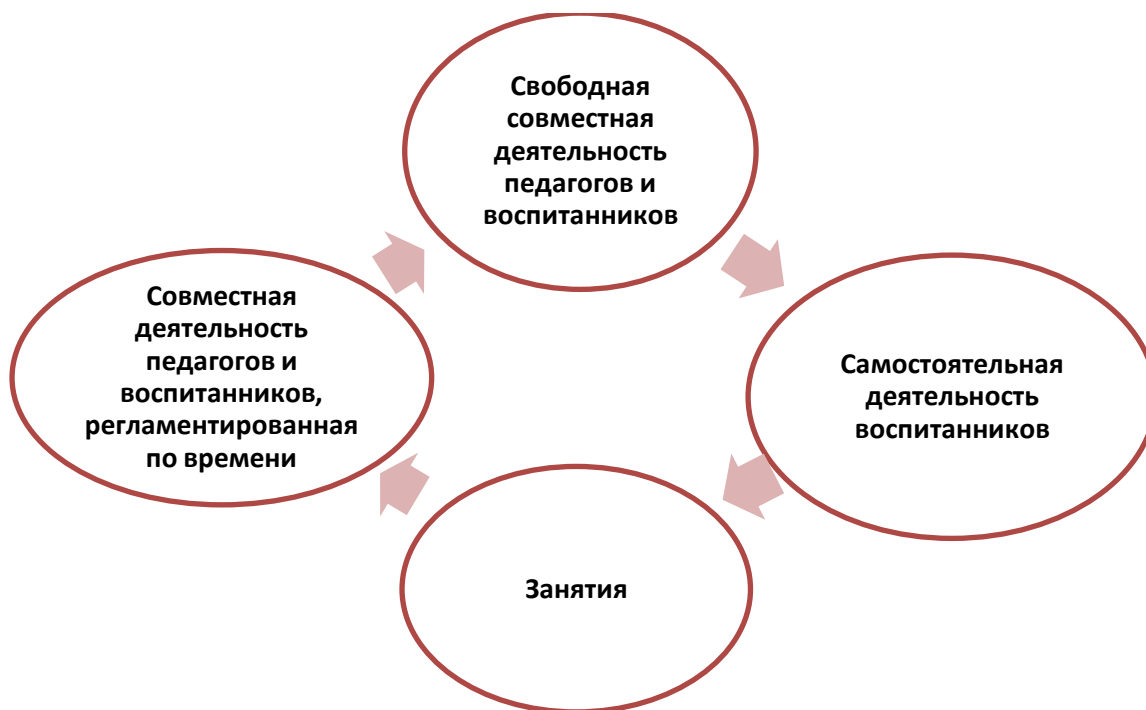 Свободная
совместная
деятельность
педагогов и
воспитанников
Совместная
деятельность
педагогов и
воспитанников,
регламентированная
по времени
Самостоятельная
деятельность
воспитанников
Занятия